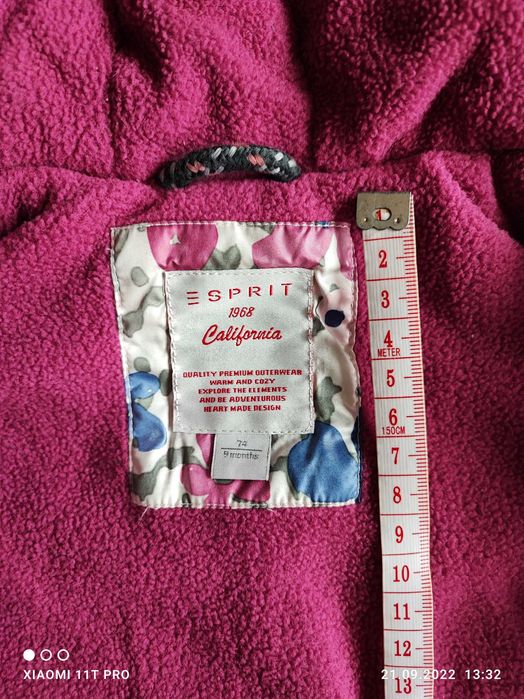 ESPRIT
1968
California
QUALITY PREMIUM OUTERWEAR
WARM AND COZY
EXPLORE THE ELEMENTS
AND BE ADVENTUROUS
HEART MADE DESIGN
74
9 months
2
3
4
METER
5
6
150CM
7
8
9
10
11
12
13
XIAOMI 11T PRO
21.09.2022 13:32